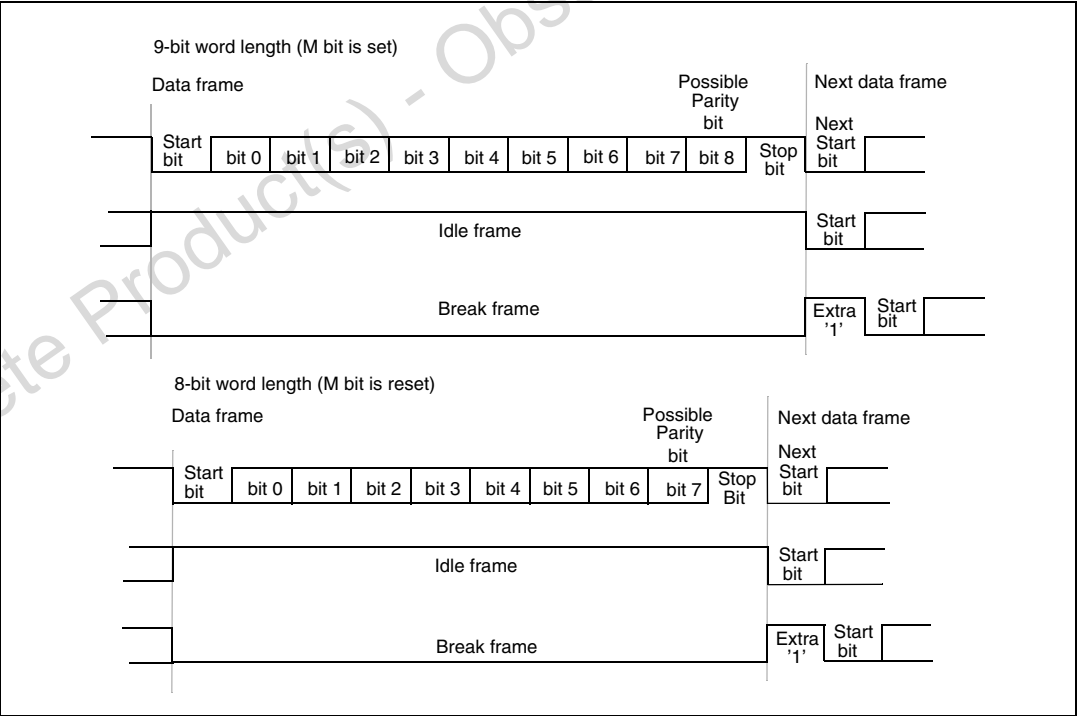 ete Product(s) - Obs
9-bit word length (M bit is set)
Data frame
Possible
Parity
bit
Next data frame
Start
bit
bit 0
bit 1
bit 2
bit 3
bit 4
bit 5
bit 6
bit 7
bit 8
Stop
bit
Next
Start
bit
Idle frame
Start
bit
Break frame
Extra
'1'
Start
bit
8-bit word length (M bit is reset)
Data frame
Possible
Parity
bit
Next data frame
Start
bit
bit 0
bit 1
bit 2
bit 3
bit 4
bit 5
bit 6
bit 7
Stop
Bit
Next
Start
bit
Idle frame
Start
bit
Break frame
Extra
'1'
Start
bit